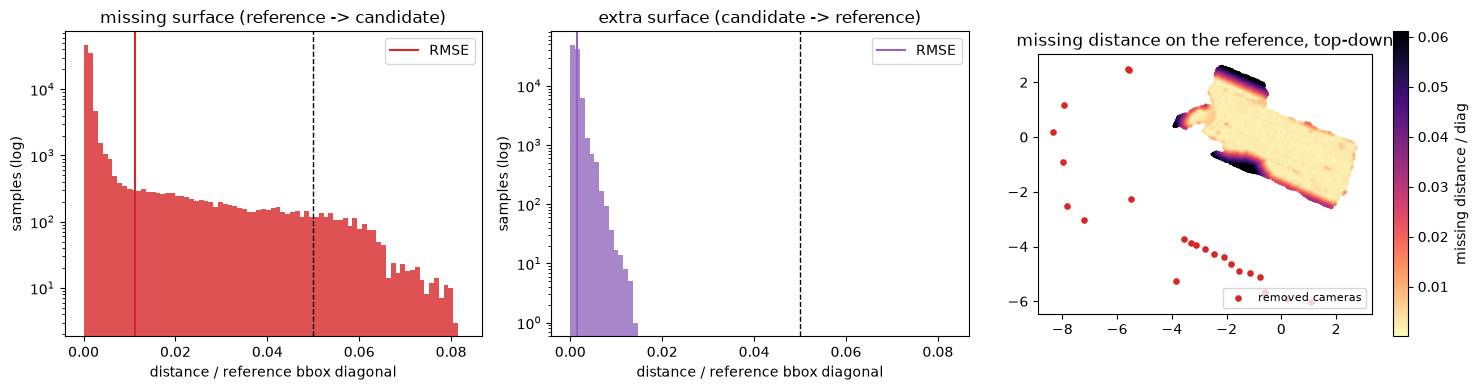 missing surface (reference -> candidate)
samples (log)
10⁴
10³
10²
10¹
RMSE
0.00 0.02 0.04 0.06 0.08
distance / reference bbox diagonal
extra surface (candidate -> reference)
samples (log)
10⁴
10³
10²
10¹
10⁰
RMSE
0.00 0.02 0.04 0.06 0.08
distance / reference bbox diagonal
missing distance on the reference, top-down
2
0
−2
−4
−6
removed cameras
−8 −6 −4 −2 0 2
0.06
0.05
0.04
0.03
0.02
0.01
missing distance / diag